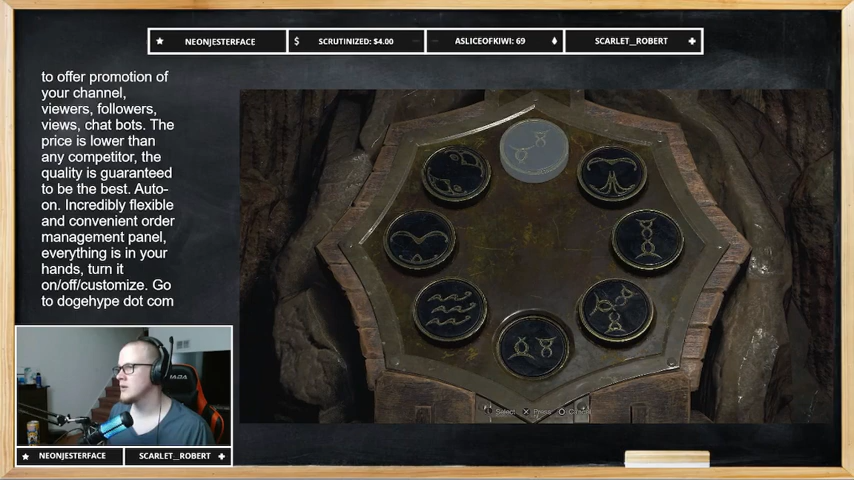 NEONJESTERFACE
$ SCRUTINIZED: $4.00
ASLICEOFKIWI: 69
SCARLET__ROBERT
to offer promotion of
your channel,
viewers, followers,
views, chat bots. The
price is lower than
any competitor, the
quality is guaranteed
to be the best. Auto-
on. Incredibly flexible
and convenient order
management panel,
everything is in your
hands, turn it
on/off/customize. Go
to dogehype dot com
Select Press Cancel
NEONJESTERFACE
SCARLET__ROBERT